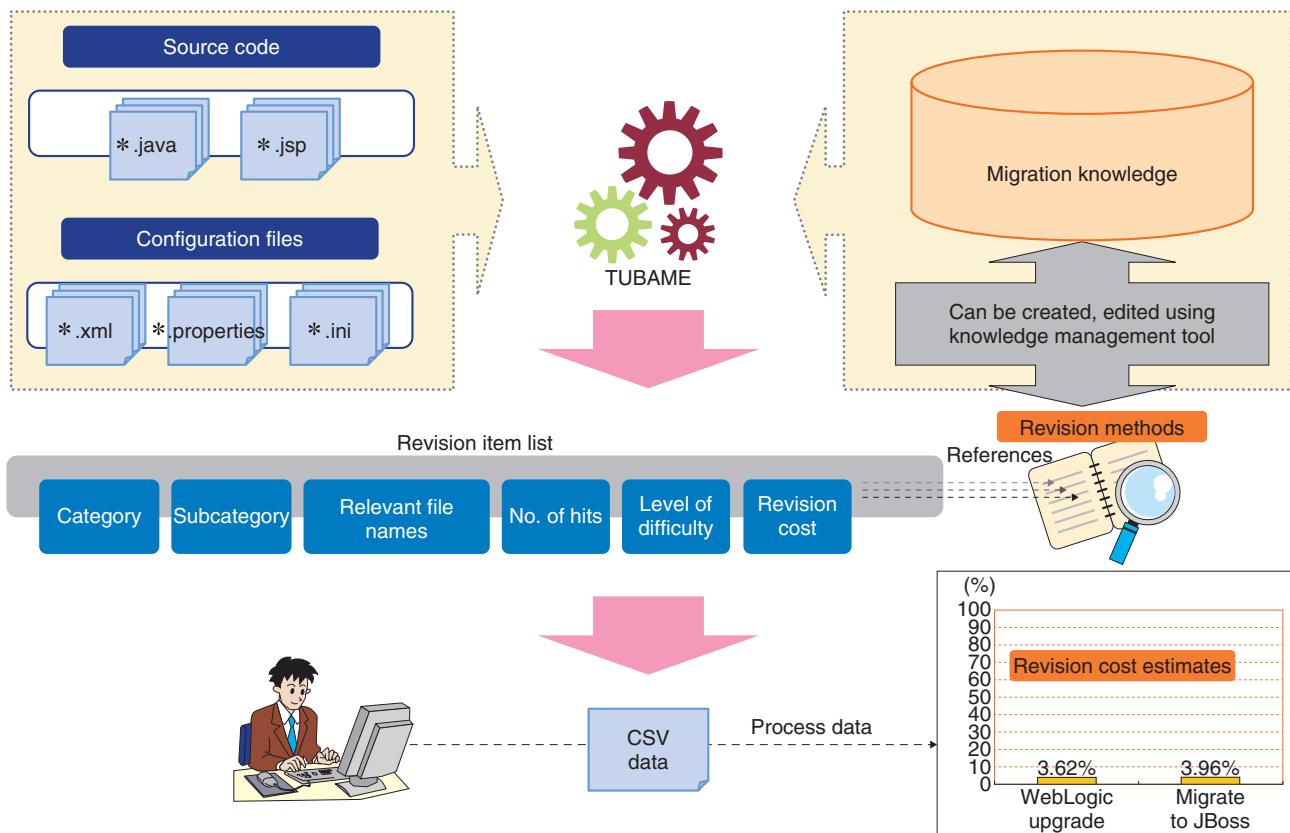 Source code
* .java
* .jsp
Configuration files
* .xml
* .properties
* .ini
TUBAME
Migration knowledge
Can be created, edited using
knowledge management tool
Revision methods
References
Revision item list
Category
Subcategory
Relevant file
names
No. of hits
Level of
difficulty
Revision
cost
CSV
data
Process data
(%)
100
90
80
70
60
50
40
30
20
10
0
Revision cost estimates
3.62%
3.96%
WebLogic
upgrade
Migrate
to JBoss